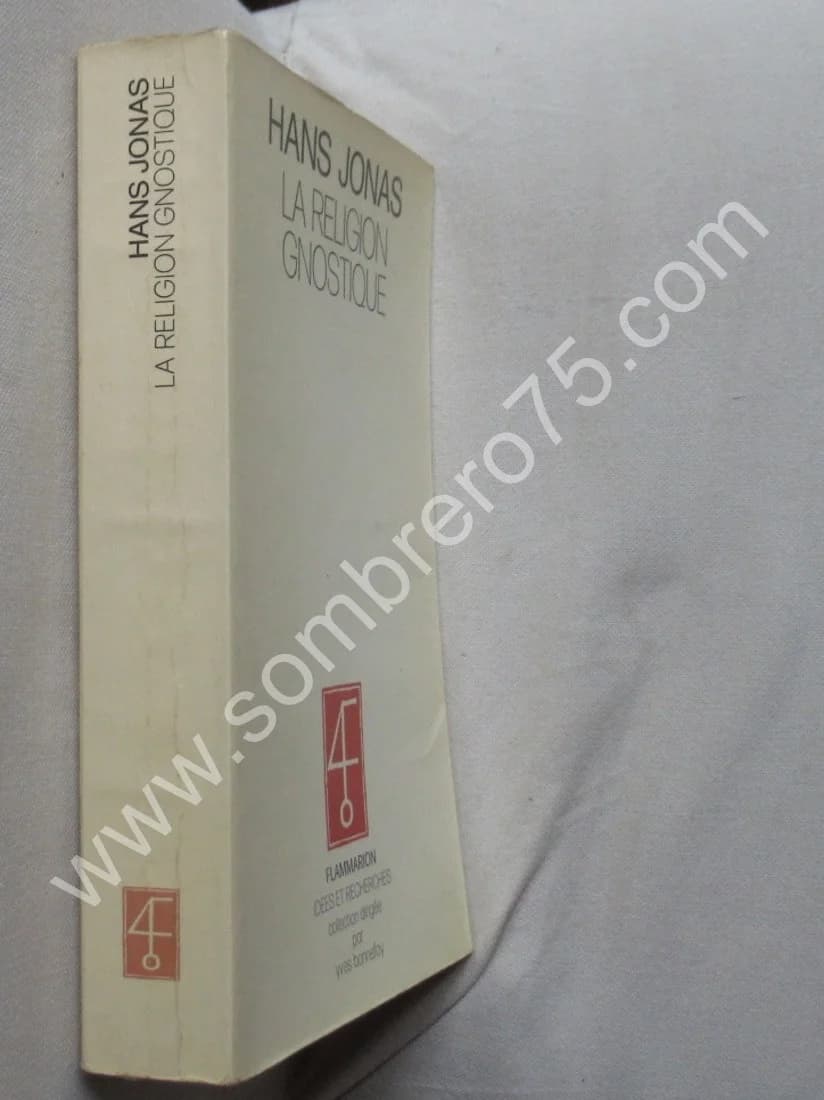 HANS JONAS
LA RELIGION GNOSTIQUE
HANS JONAS
LA RELIGION
GNOSTIQUE
FLAMMARION
IDEES ET RECHERCHES
collection dirigée
par
yves bonnefoy
www.sombrero75.com